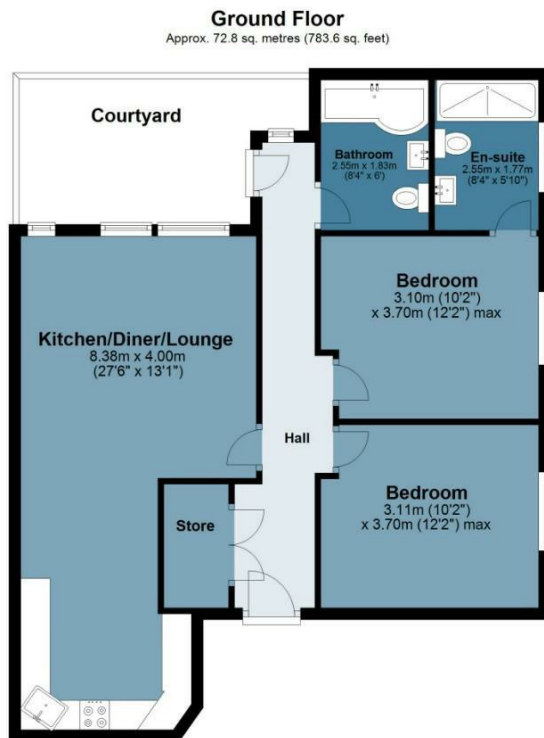 Ground Floor
Approx. 72.8 sq. metres (783.6 sq. feet)
Courtyard
Bathroom
2.55m x 1.83m
(8'4" x 6')
En-suite
2.55m x 1.77m
(8'4" x 5'10")
Kitchen/Diner/Lounge
8.38m x 4.00m
(27'6" x 13'1")
Bedroom
3.10m (10'2")
x 3.70m (12'2") max
Hall
Bedroom
3.11m (10'2")
x 3.70m (12'2") max
Store